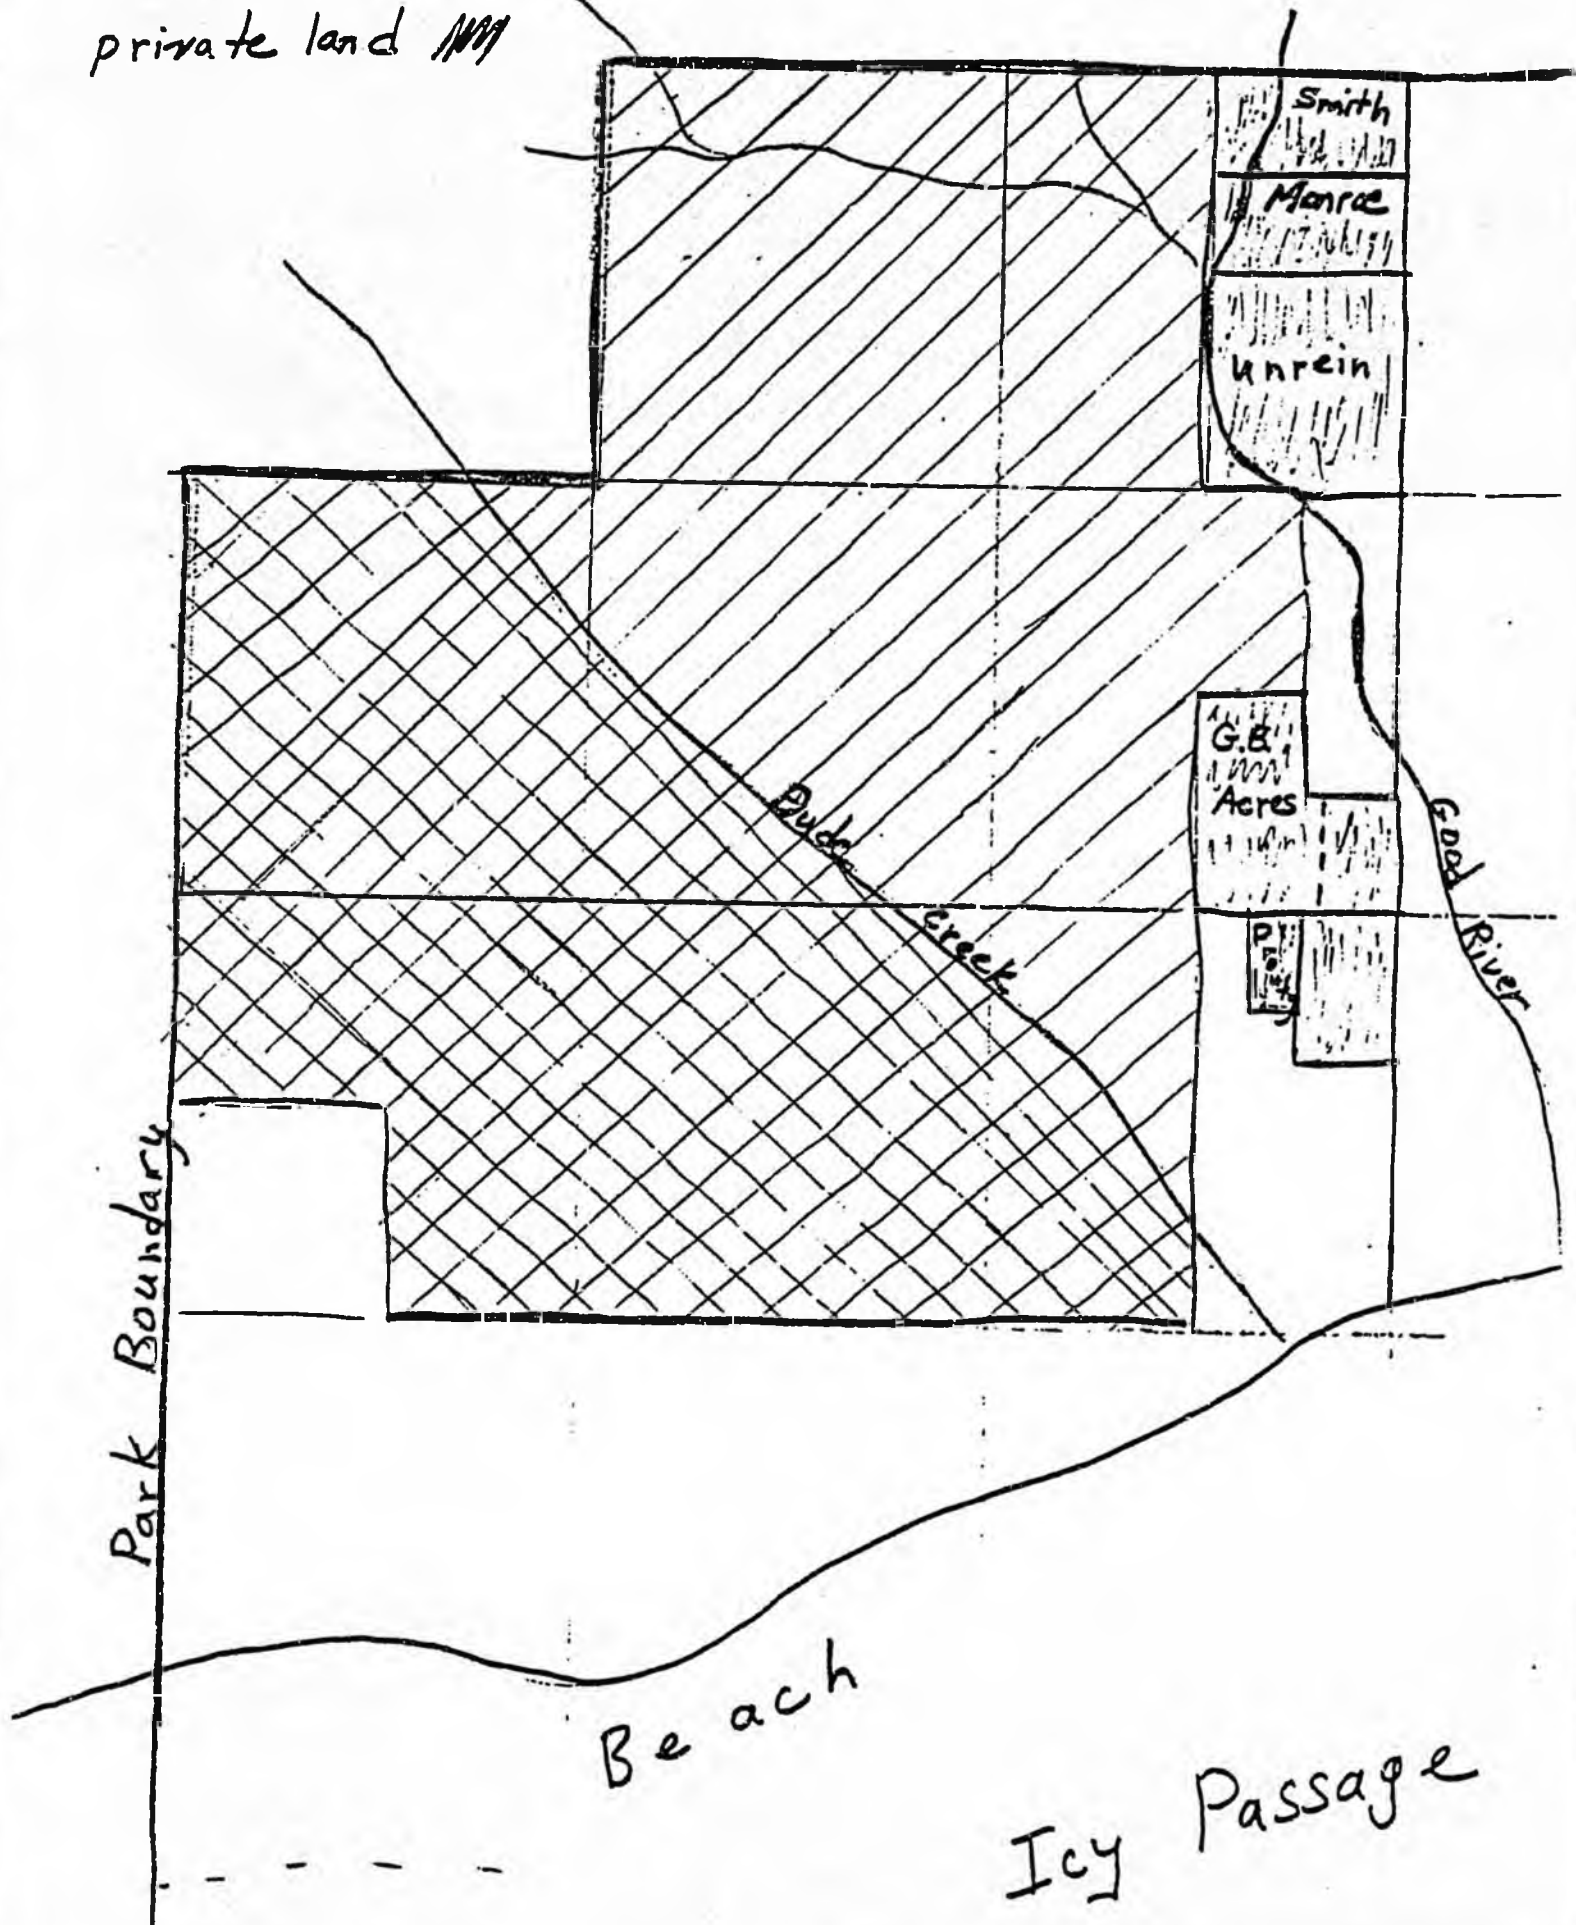 private land
Smith
Monroe
Unrein
G.B.
Acres
Dude
Creek
Good
River
Park Boundary
Beach
Icy Passage